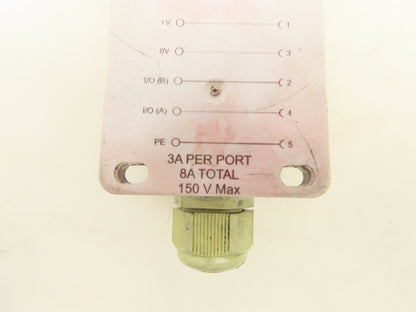 +V 1
0V 3
I/O (B) 2
I/O (A) 4
PE 5
3A PER PORT
8A TOTAL
150 V Max